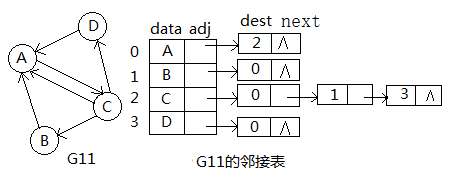 D
A
C
B
G11
data adj
dest next
0 A 2 ∧
1 B 0 ∧
2 C 0 1 3 ∧
3 D 0 ∧
G11的邻接表